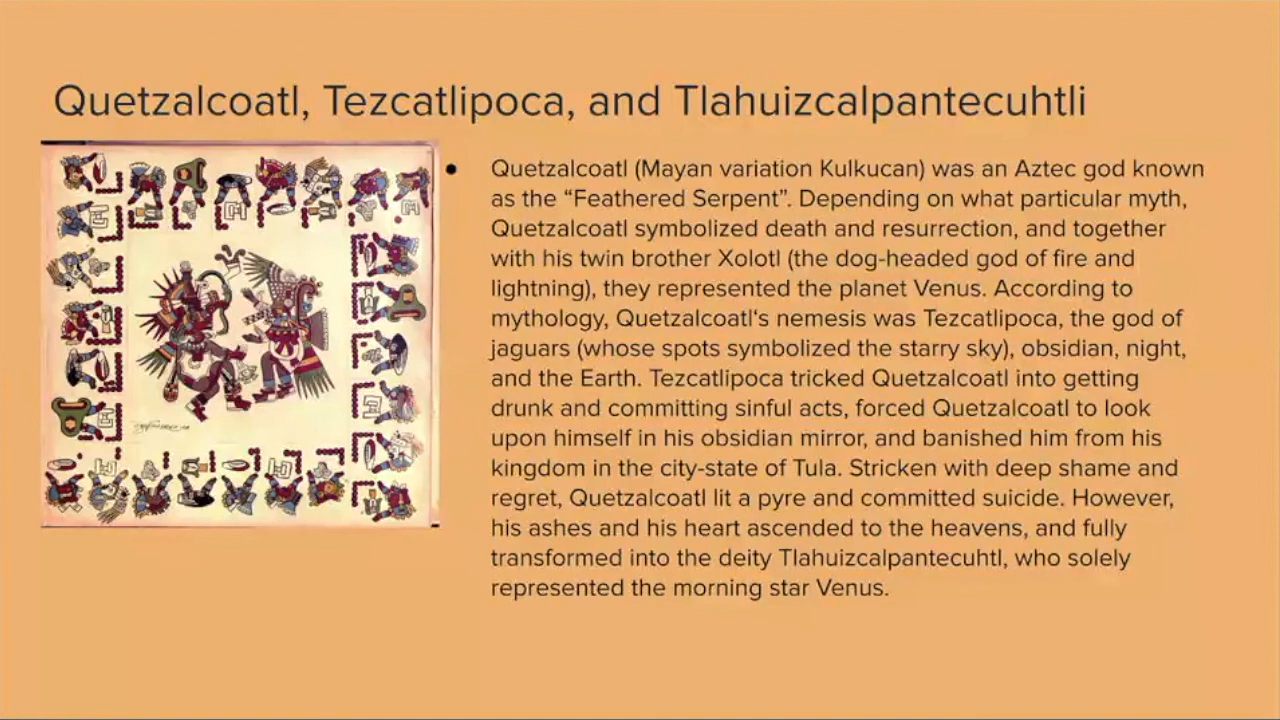 Quetzalcoatl, Tezcatlipoca, and Tlahuizcalpantecuhtli
• Quetzalcoatl (Mayan variation Kulkucan) was an Aztec god known
as the “Feathered Serpent”. Depending on what particular myth,
Quetzalcoatl symbolized death and resurrection, and together
with his twin brother Xolotl (the dog-headed god of fire and
lightning), they represented the planet Venus. According to
mythology, Quetzalcoatl‘s nemesis was Tezcatlipoca, the god of
jaguars (whose spots symbolized the starry sky), obsidian, night,
and the Earth. Tezcatlipoca tricked Quetzalcoatl into getting
drunk and committing sinful acts, forced Quetzalcoatl to look
upon himself in his obsidian mirror, and banished him from his
kingdom in the city-state of Tula. Stricken with deep shame and
regret, Quetzalcoatl lit a pyre and committed suicide. However,
his ashes and his heart ascended to the heavens, and fully
transformed into the deity Tlahuizcalpantecuhtl, who solely
represented the morning star Venus.